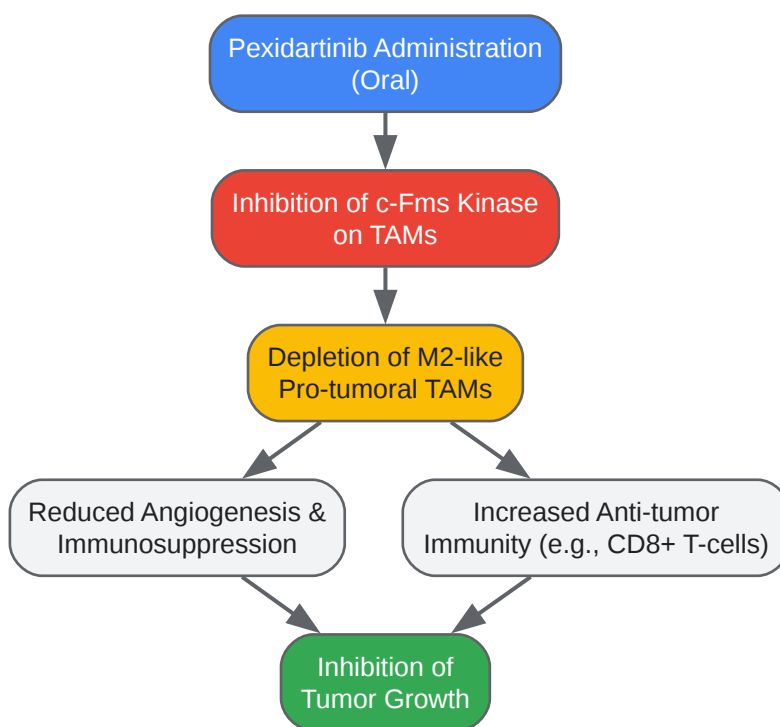 Pexidartinib Administration
(Oral)
Inhibition of c-Fms Kinase
on TAMs
Depletion of M2-like
Pro-tumoral TAMs
Reduced Angiogenesis &
Immunosuppression
Increased Anti-tumor
Immunity (e.g., CD8+ T-cells)
Inhibition of
Tumor Growth